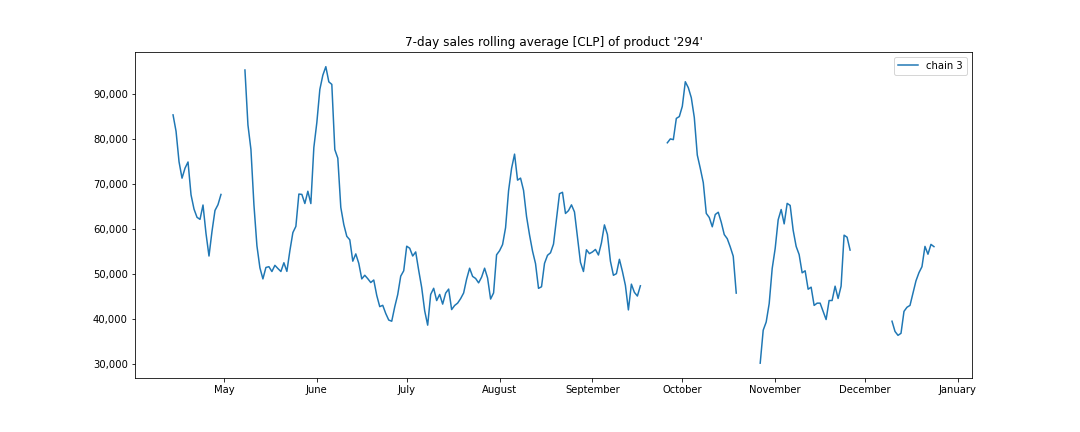 7-day sales rolling average [CLP] of product '294'
chain 3
90,000
80,000
70,000
60,000
50,000
40,000
30,000
May June July August September October November December January